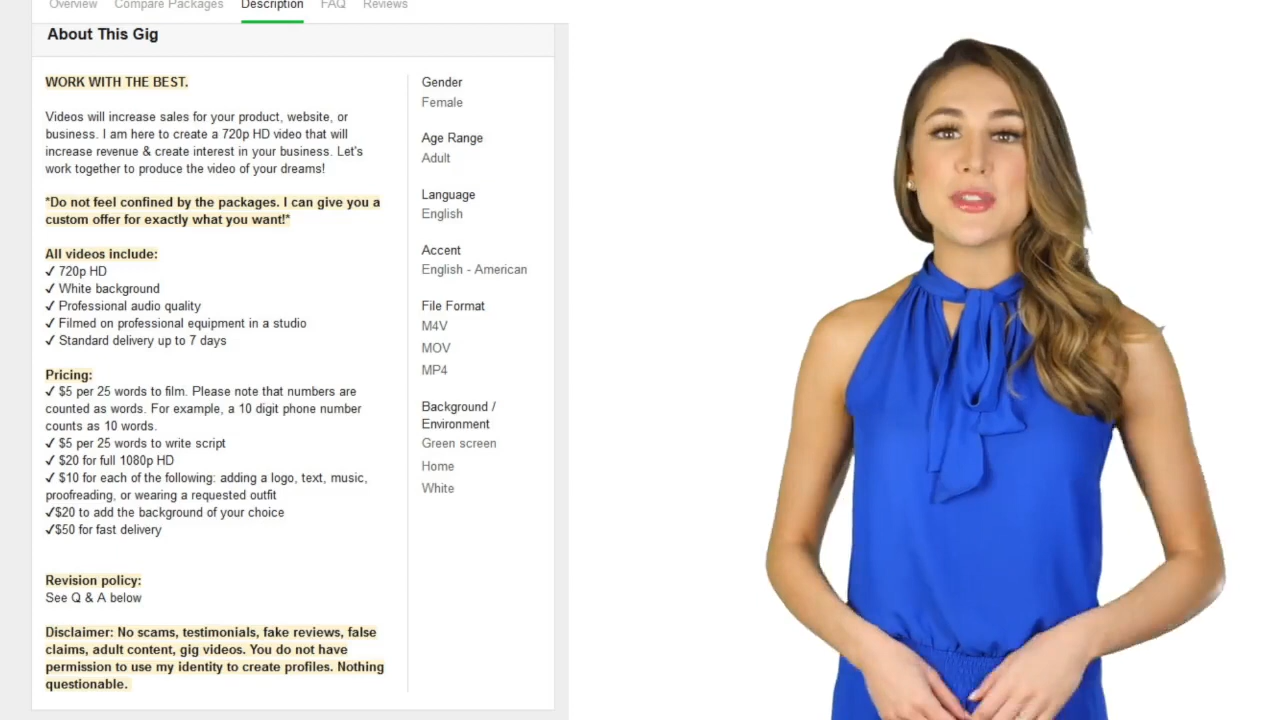 Overview Compare Packages Description FAQ Reviews
About This Gig
WORK WITH THE BEST.
Videos will increase sales for your product, website, or
business. I am here to create a 720p HD video that will
increase revenue & create interest in your business. Let's
work together to produce the video of your dreams!
*Do not feel confined by the packages. I can give you a
custom offer for exactly what you want!*
All videos include:
✓ 720p HD
✓ White background
✓ Professional audio quality
✓ Filmed on professional equipment in a studio
✓ Standard delivery up to 7 days
Pricing:
✓ $5 per 25 words to film. Please note that numbers are
counted as words. For example, a 10 digit phone number
counts as 10 words.
✓ $5 per 25 words to write script
✓ $20 for full 1080p HD
✓ $10 for each of the following: adding a logo, text, music,
proofreading, or wearing a requested outfit
✓$20 to add the background of your choice
✓$50 for fast delivery
Revision policy:
See Q & A below
Disclaimer: No scams, testimonials, fake reviews, false
claims, adult content, gig videos. You do not have
permission to use my identity to create profiles. Nothing
questionable.
Gender
Female
Age Range
Adult
Language
English
Accent
English - American
File Format
M4V
MOV
MP4
Background /
Environment
Green screen
Home
White